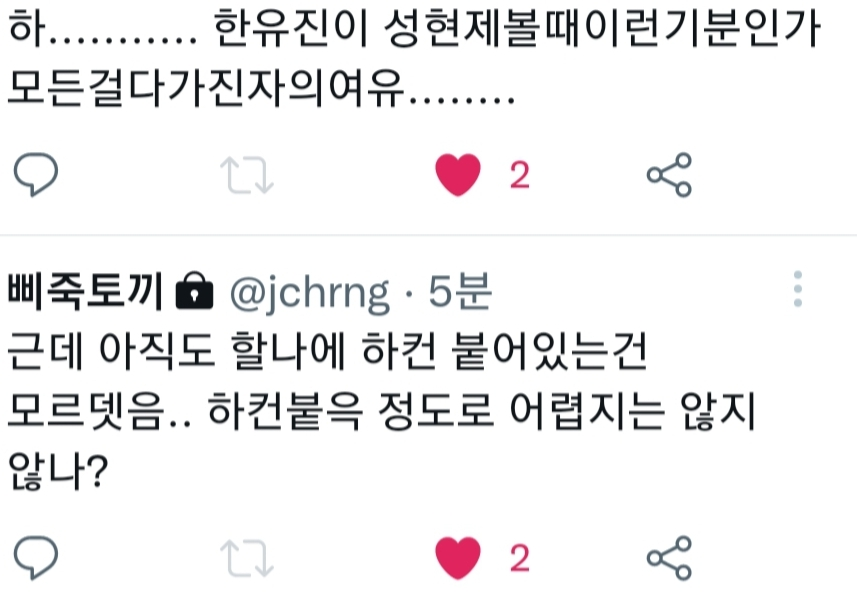 하........... 한유진이 성현제볼때이런기분인가
모든걸다가진자의여유........
2
삐죽토끼 @jchrng · 5분
근데 아직도 할나에 하컨 붙어있는건
모르뎃음.. 하컨붙윽 정도로 어렵지는 않지
않나?
2